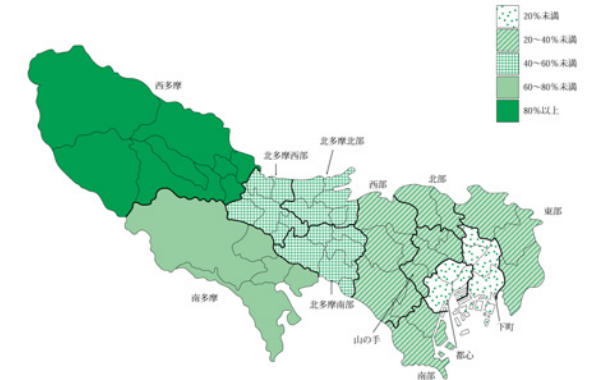 20%未満
20～40%未満
40～60%未満
60～80%未満
80%以上
西多摩
北多摩北部
北多摩西部
西部
北部
東部
南多摩
北多摩南部
山の手
都心
下町
南部